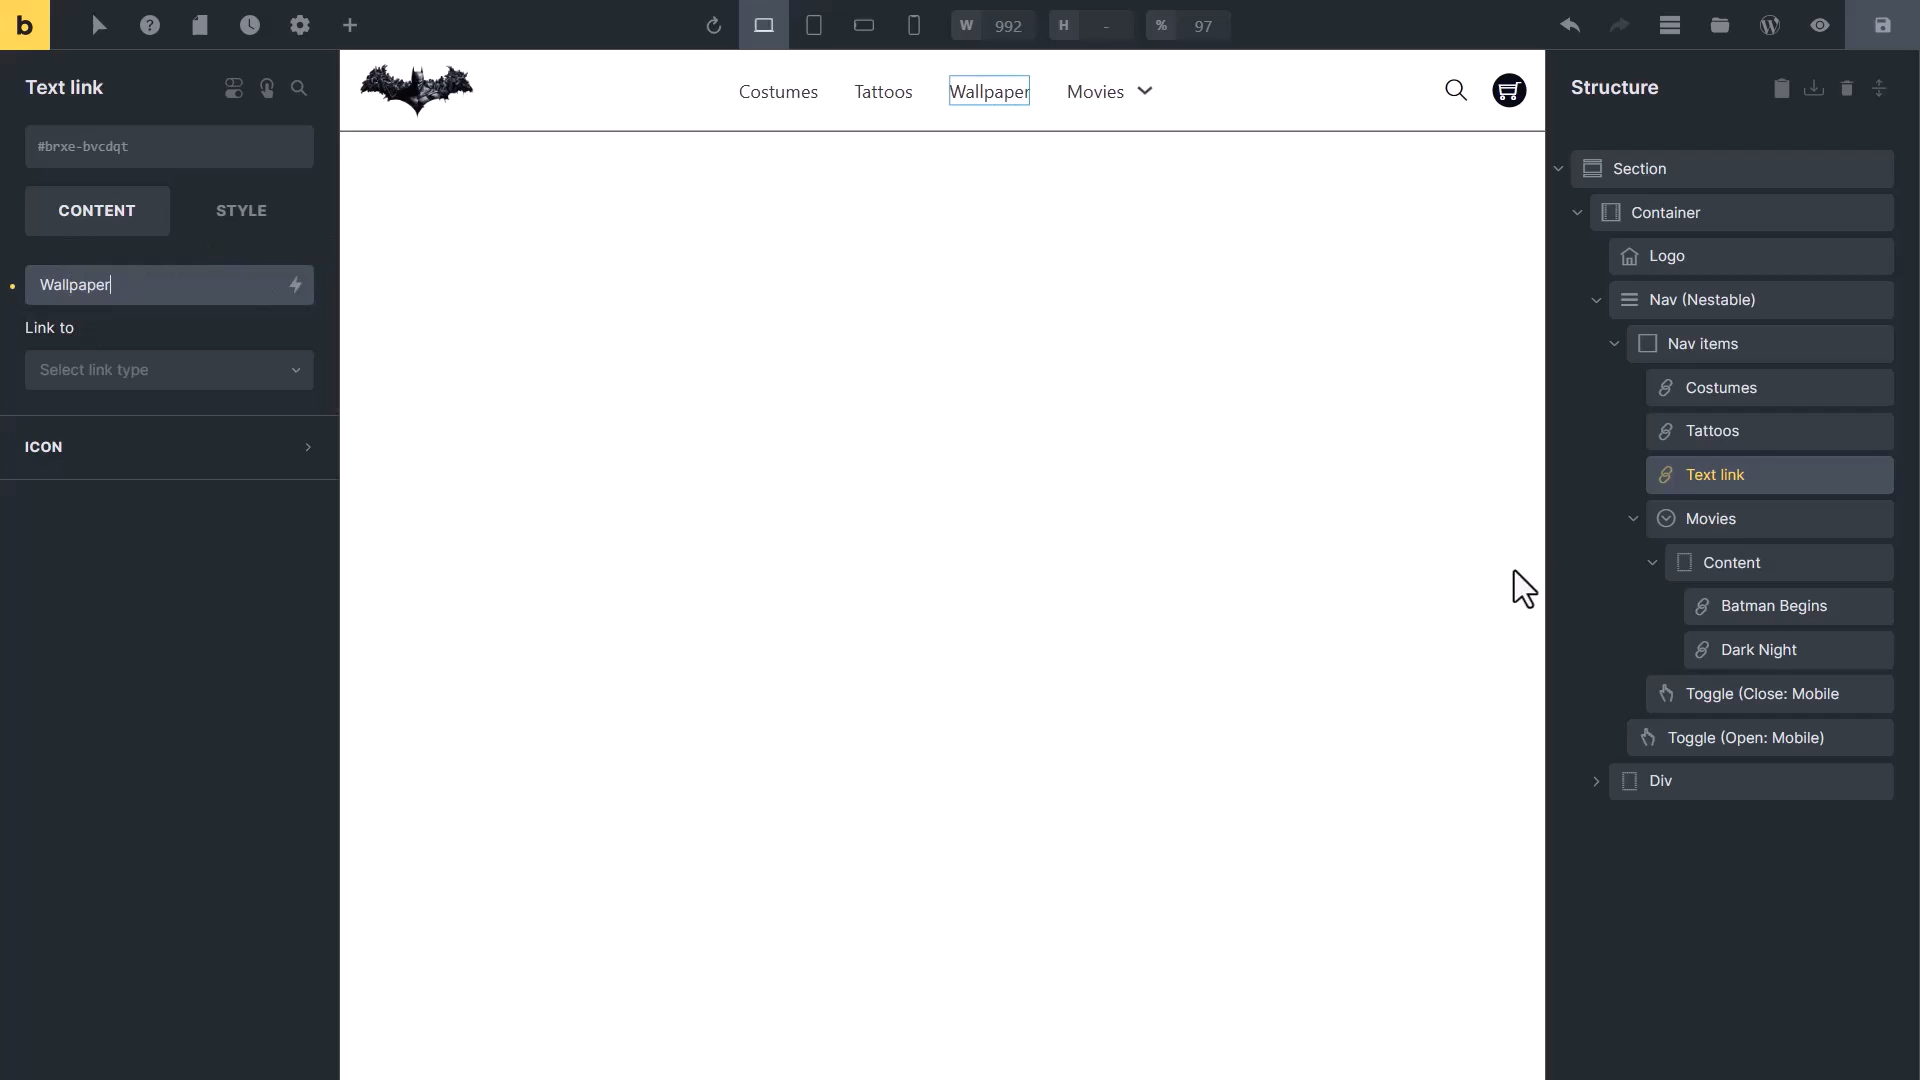 b
W 992 H - % 97
Text link
#brxe-bvcdqt
CONTENT STYLE
Wallpaper
Link to
Select link type
ICON
Costumes Tattoos Wallpaper Movies
Structure
Section
Container
Logo
Nav (Nestable)
Nav items
Costumes
Tattoos
Text link
Movies
Content
Batman Begins
Dark Night
Toggle (Close: Mobile
Toggle (Open: Mobile)
Div